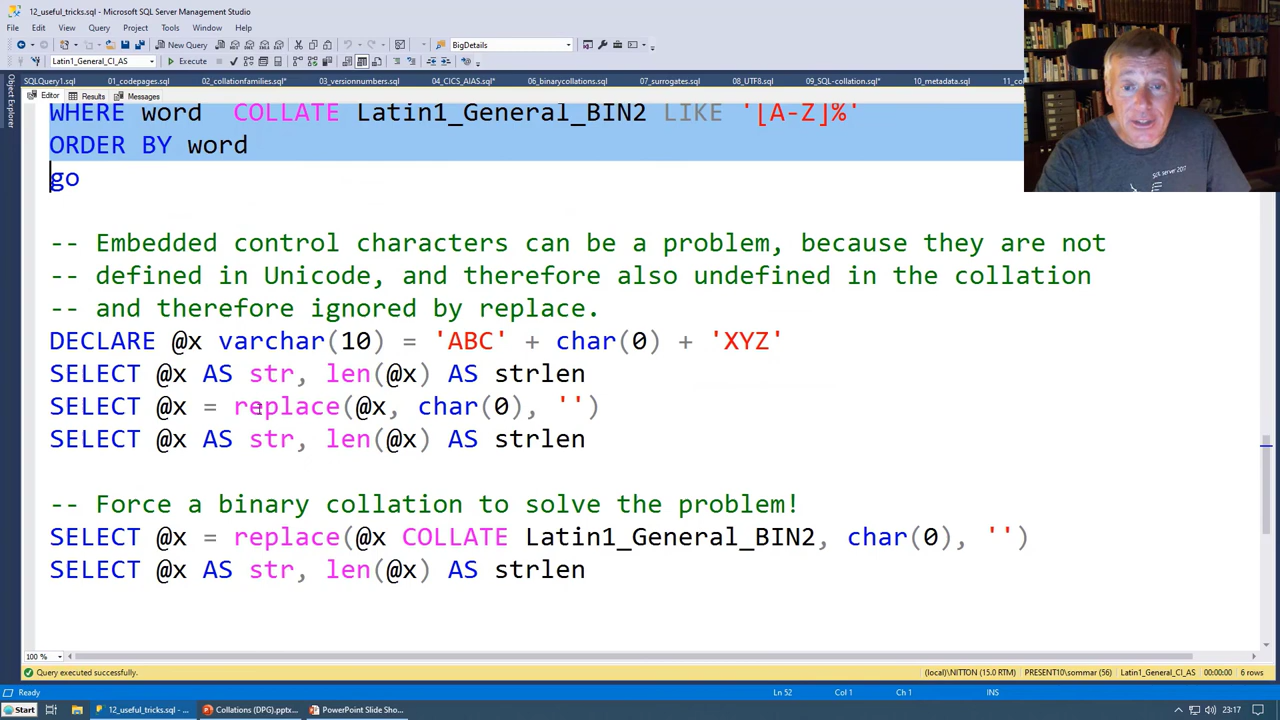 12_useful_tricks.sql - Microsoft SQL Server Management Studio
File Edit View Query Project Tools Window Help
New Query BigDetails
Latin1_General_CI_AS Execute
SQLQuery1.sql 01_codepages.sql 02_collationfamilies.sql* 03_versionnumbers.sql 04_CICS_AIAS.sql* 06_binarycollations.sql 07_surrogates.sql 08_UTF8.sql 09_SQL-collation.sql* 10_metadata.sql 11_co
Object Explorer
Editor Results Messages
WHERE word  COLLATE Latin1_General_BIN2 LIKE '[A-Z]%'
ORDER BY word
go
-- Embedded control characters can be a problem, because they are not
-- defined in Unicode, and therefore also undefined in the collation
-- and therefore ignored by replace.
DECLARE @x varchar(10) = 'ABC' + char(0) + 'XYZ'
SELECT @x AS str, len(@x) AS strlen
SELECT @x = replace(@x, char(0), '')
SELECT @x AS str, len(@x) AS strlen
-- Force a binary collation to solve the problem!
SELECT @x = replace(@x COLLATE Latin1_General_BIN2, char(0), '')
SELECT @x AS str, len(@x) AS strlen
SQL server 2017
100 %
Query executed successfully. (local)\NITTON (15.0 RTM) PRESENT10\sommar (56) Latin1_General_CI_AS 00:00:00 6 rows
Ready Ln 52 Col 1 Ch 1 INS
Start 12_useful_tricks.sql - ... Collations (DPG).pptx... PowerPoint Slide Sho... 23:17